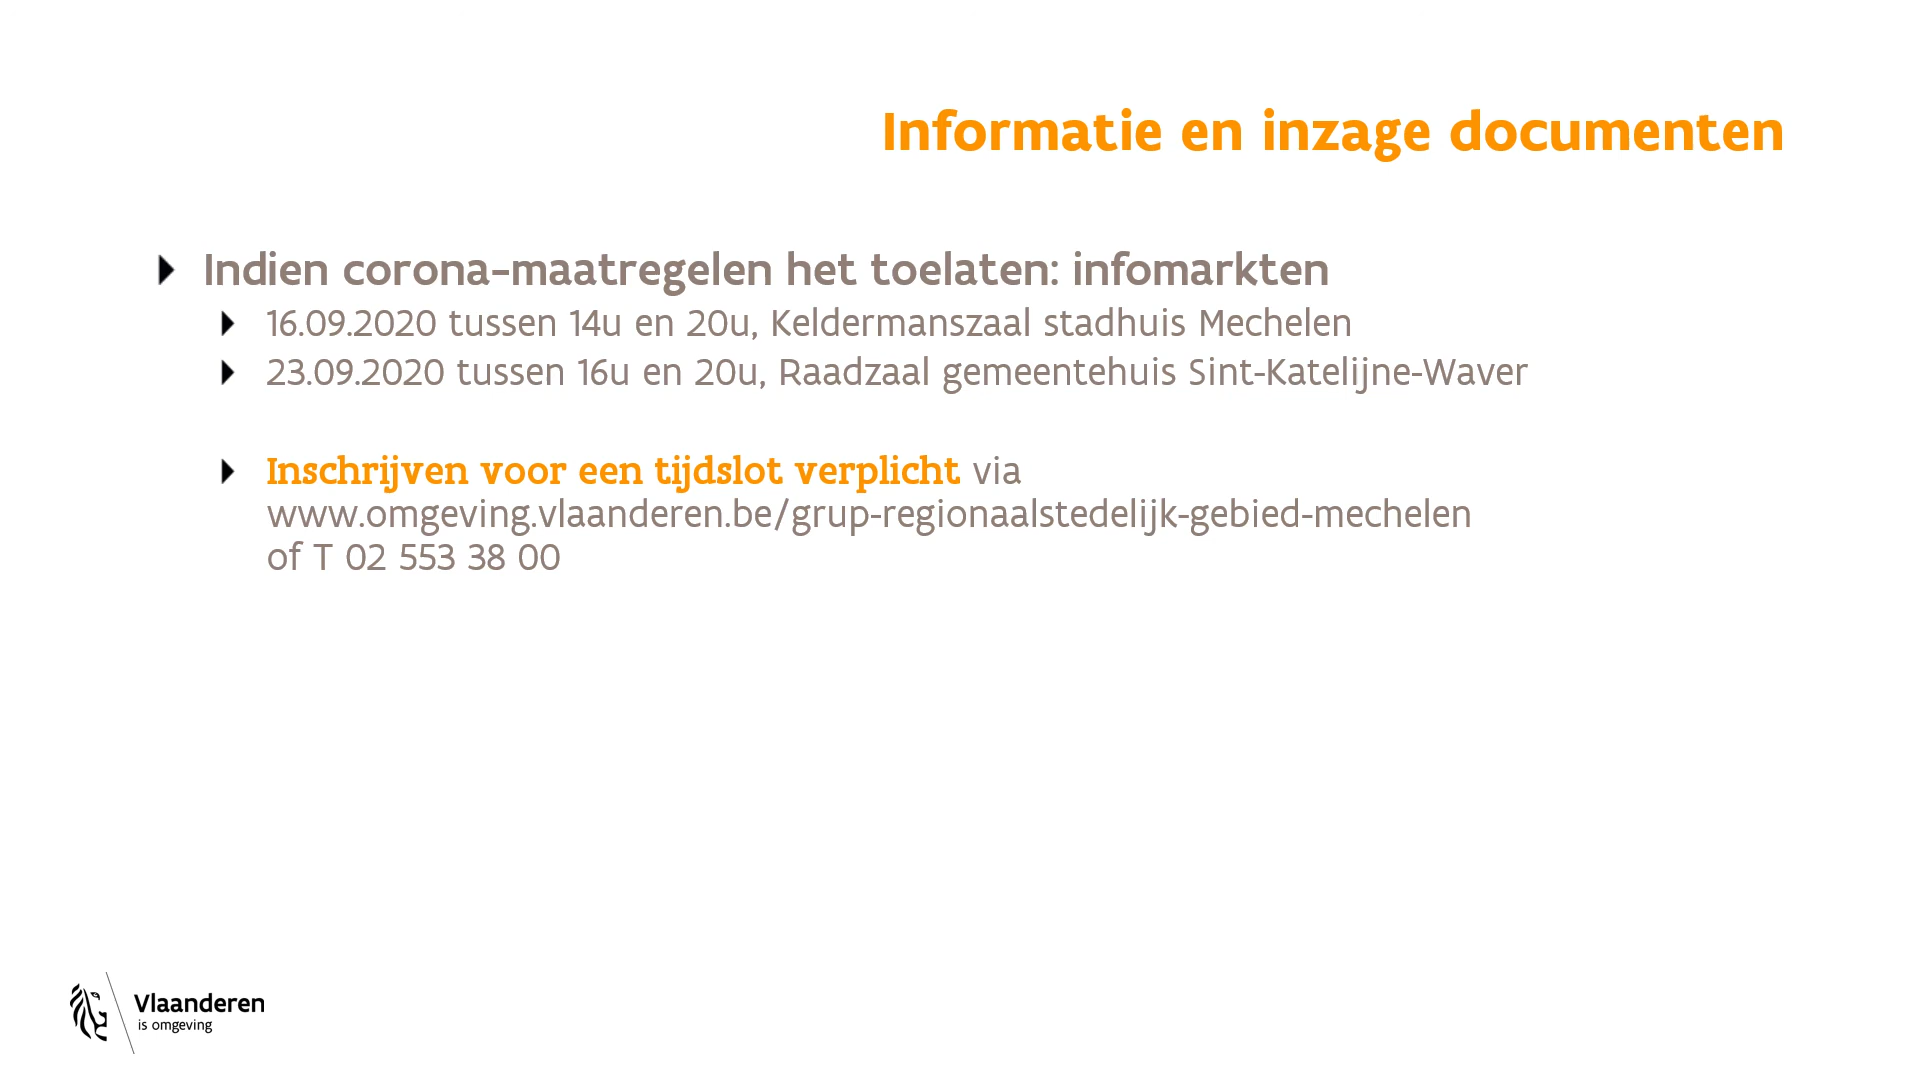 Informatie en inzage documenten
Indien corona-maatregelen het toelaten: infomarkten
16.09.2020 tussen 14u en 20u, Keldermanszaal stadhuis Mechelen
23.09.2020 tussen 16u en 20u, Raadzaal gemeentehuis Sint-Katelijne-Waver
Inschrijven voor een tijdslot verplicht via
www.omgeving.vlaanderen.be/grup-regionaalstedelijk-gebied-mechelen
of T 02 553 38 00
Vlaanderen
is omgeving